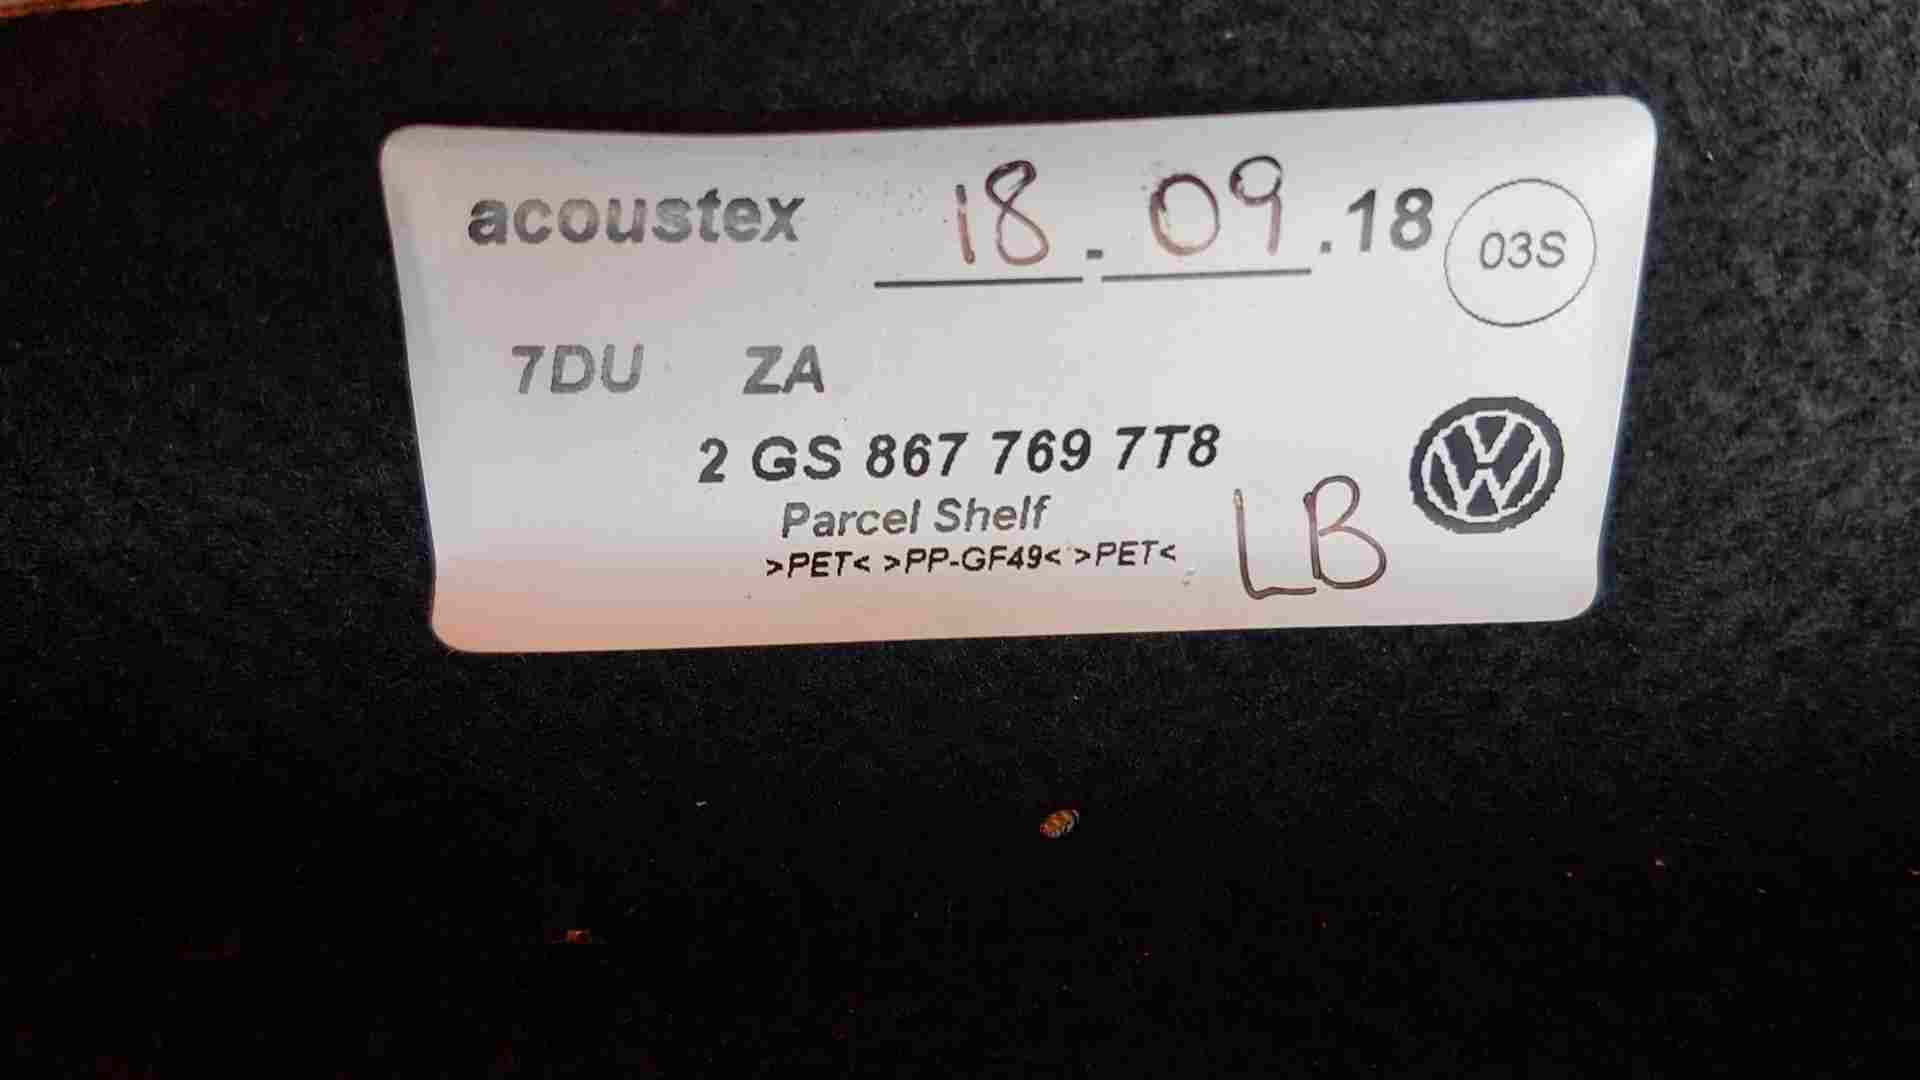 acoustex 18.09.18 03S
7DU ZA
2 GS 867 769 7T8
Parcel Shelf
>PET< >PP-GF49< >PET<
LB